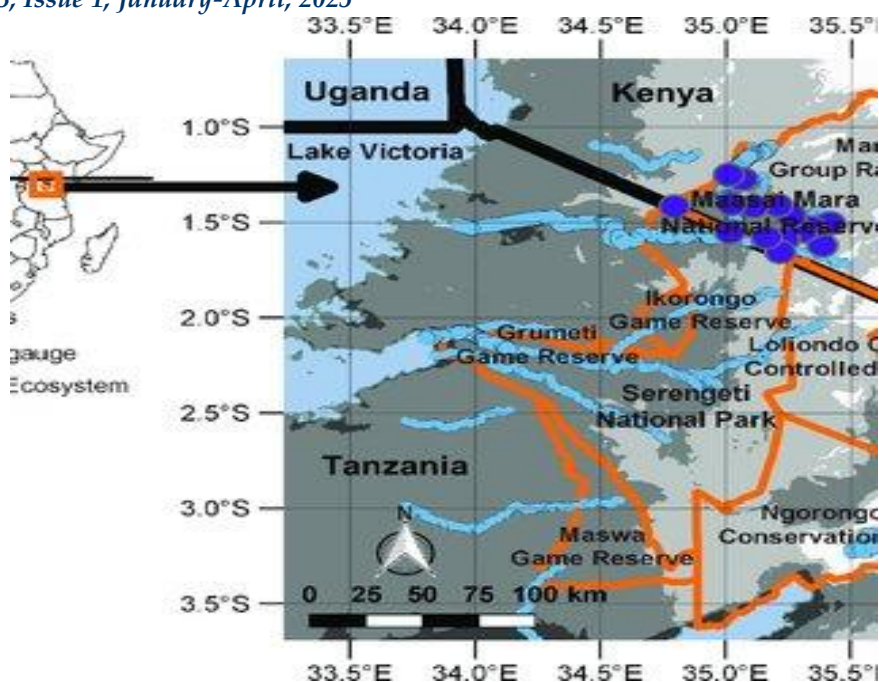 Issue 1, January-April, 2025
33.5°E 34.0°E 34.5°E 35.0°E 35.5°
Uganda
Kenya
1.0°S
Lake Victoria
Group
Maasai Mara
1.5°S
National Reserve
2.0°S
Ikorongo
Game Reserve
Grumeti
Game Reserve
gauge
Ecosystem
Loliondo
Controlled
Serengeti
National Park
2.5°S
Tanzania
3.0°S
N
Maswa
Game Reserve
Conservation
0 25 50 75 100 km
3.5°S
33.5°E 34.0°E 34.5°E 35.0°E 35.5°